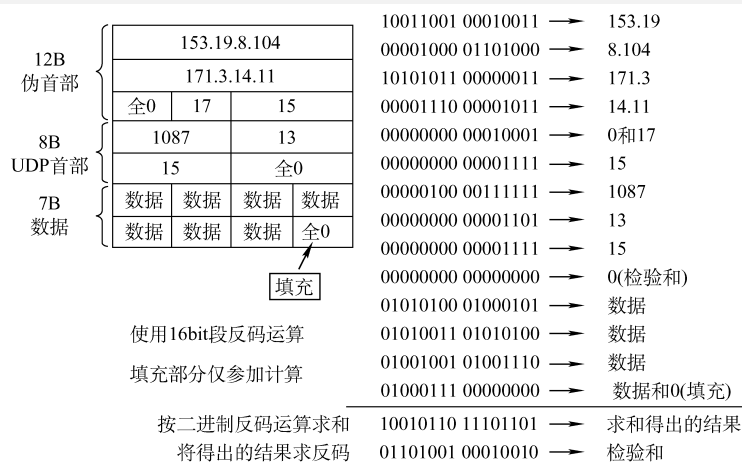 12B
伪首部
153.19.8.104
171.3.14.11
全0 17 15
8B
UDP首部
1087 13
15 全0
7B
数据
数据 数据 数据 数据
数据 数据 数据 全0
填充
使用16bit段反码运算
填充部分仅参加计算
10011001 00010011 → 153.19
00001000 01101000 → 8.104
10101011 00000011 → 171.3
00001110 00001011 → 14.11
00000000 00010001 → 0和17
00000000 00001111 → 15
00000100 00111111 → 1087
00000000 00001101 → 13
00000000 00001111 → 15
00000000 00000000 → 0(检验和)
01010100 01000101 → 数据
01010011 01010100 → 数据
01001001 01001110 → 数据
01000111 00000000 → 数据和0(填充)
按二进制反码运算求和 10010110 11101101 → 求和得出的结果
将得出的结果求反码 01101001 00010010 → 检验和